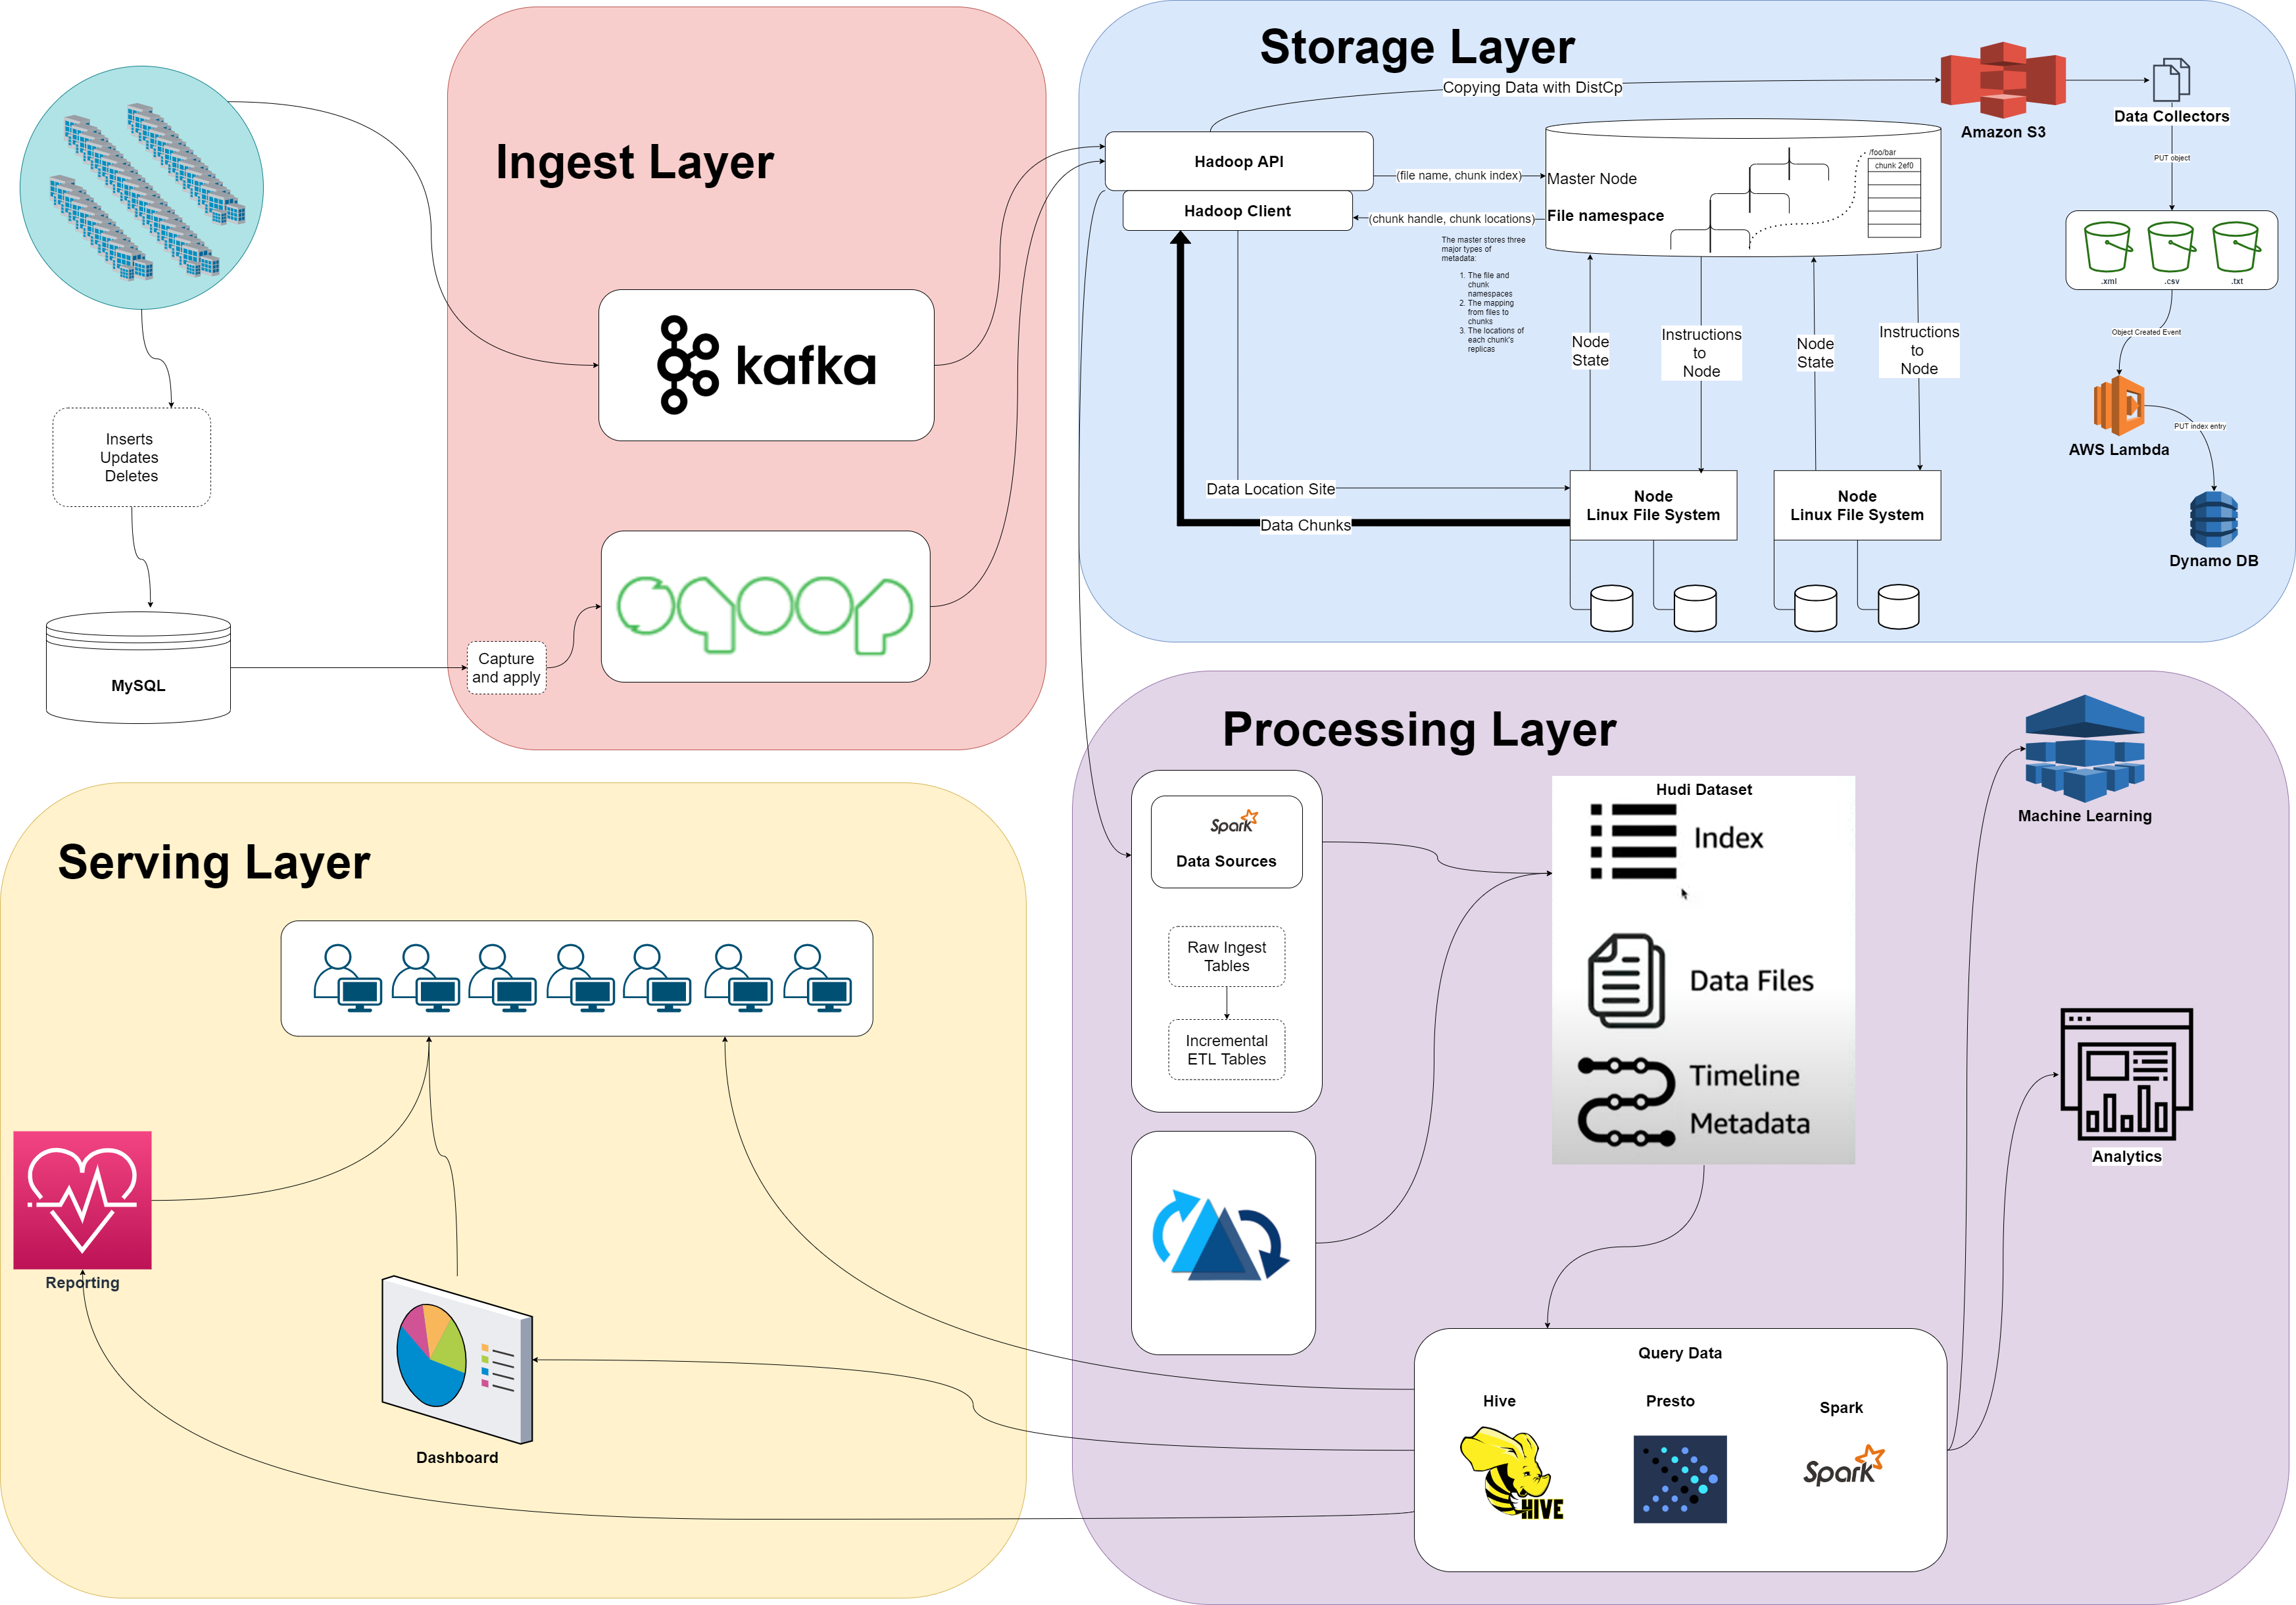 Ingest Layer
kafka
sqoop
Inserts
Updates
Deletes
MySQL
Capture
and apply
Storage Layer
Copying Data with DistCp
Hadoop API
Hadoop Client
(file name, chunk index)
(chunk handle, chunk locations)
Master Node
File namespace
/foo/bar
chunk 2ef0
The master stores three
major types of
metadata:
1. The file and
chunk
namespaces
2. The mapping
from files to
chunks
3. The locations of
each chunk's
replicas
Node
State
Instructions
to
Node
Node
State
Instructions
to
Node
Data Location Site
Data Chunks
Node
Linux File System
Node
Linux File System
Amazon S3
Data Collectors
PUT object
.xml
.csv
.txt
Object Created Event
AWS Lambda
PUT index entry
Dynamo DB
Processing Layer
Spark
Data Sources
Raw Ingest
Tables
Incremental
ETL Tables
Hudi Dataset
Index
Data Files
Timeline
Metadata
Machine Learning
Analytics
Query Data
Hive
Presto
Spark
HIVE
Spark
Serving Layer
Reporting
Dashboard